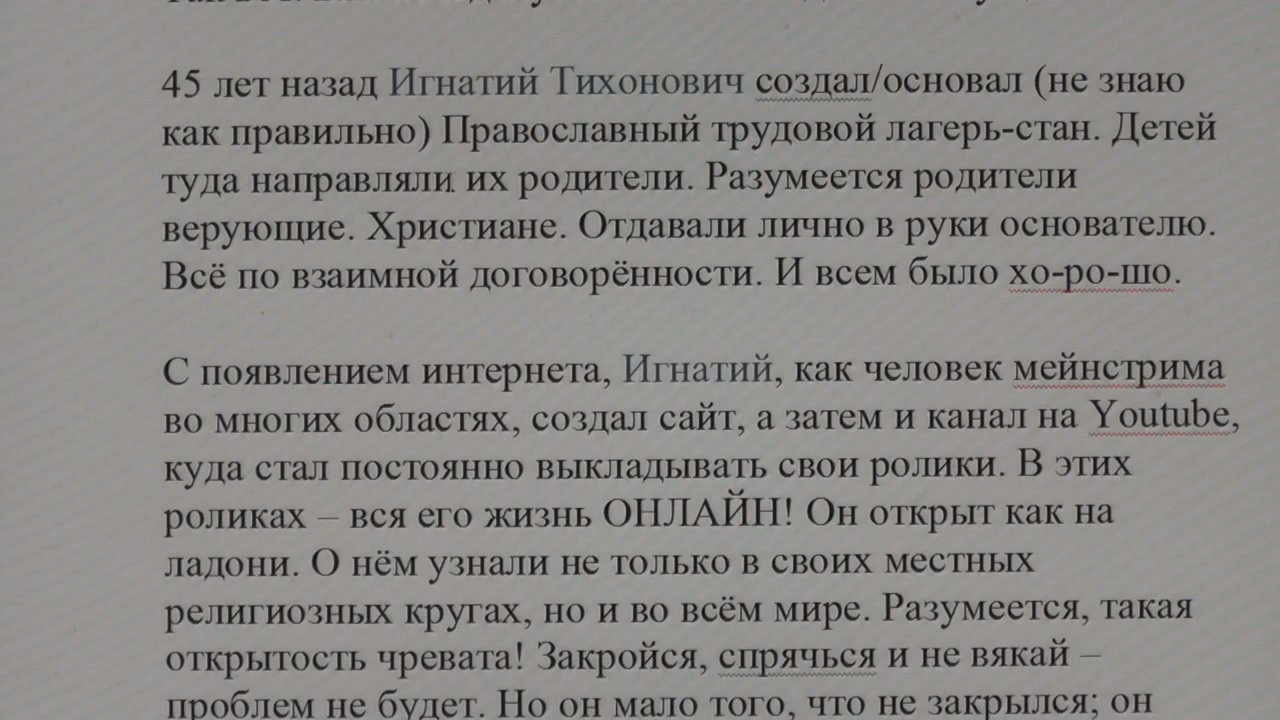 45 лет назад Игнатий Тихонович создал/основал (не знаю
как правильно) Православный трудовой лагерь-стан. Детей
туда направляли их родители. Разумеется родители
верующие. Христиане. Отдавали лично в руки основателю.
Всё по взаимной договорённости. И всем было хо-ро-шо.
С появлением интернета, Игнатий, как человек мейнстрима
во многих областях, создал сайт, а затем и канал на Youtube,
куда стал постоянно выкладывать свои ролики. В этих
роликах – вся его жизнь ОНЛАЙН! Он открыт как на
ладони. О нём узнали не только в своих местных
религиозных кругах, но и во всём мире. Разумеется, такая
открытость чревата! Закройся, спрячься и не вякай –
проблем не будет. Но он мало того, что не закрылся; он